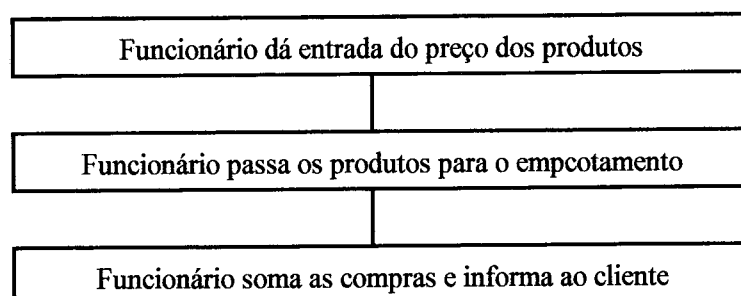 Funcionário dá entrada do preço dos produtos
Funcionário passa os produtos para o empcotamento
Funcionário soma as compras e informa ao cliente